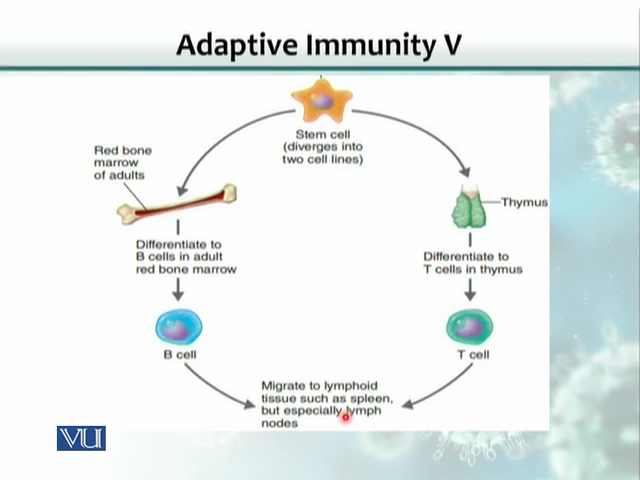 Adaptive Immunity V
Stem cell
(diverges into
two cell lines)
Red bone
marrow
of adults
Thymus
Differentiate to
B cells in adult
red bone marrow
Differentiate to
T cells in thymus
B cell
T cell
Migrate to lymphoid
tissue such as spleen,
but especially lymph
nodes
VU